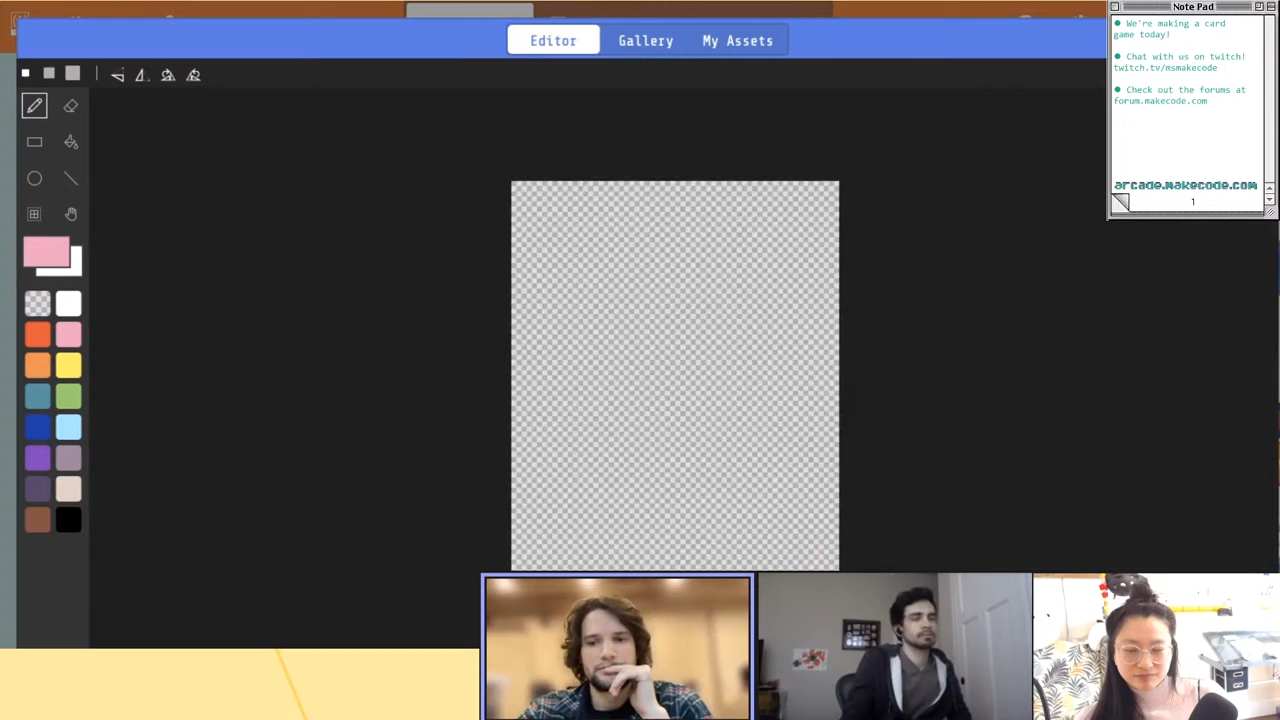 Note Pad
Editor
Gallery
My Assets
● We're making a card
game today!
● Chat with us on twitch!
twitch.tv/msmakecode
● Check out the forums at
forum.makecode.com
arcade.makecode.com
1